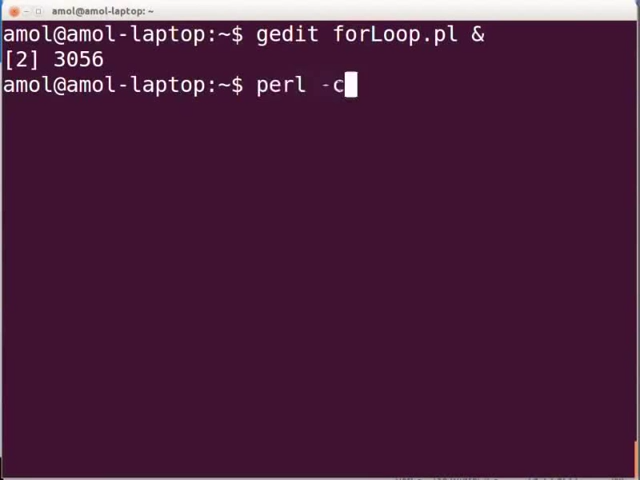 amol@amol-laptop: ~
amol@amol-laptop:~$ gedit forLoop.pl &
[2] 3056
amol@amol-laptop:~$ perl -c